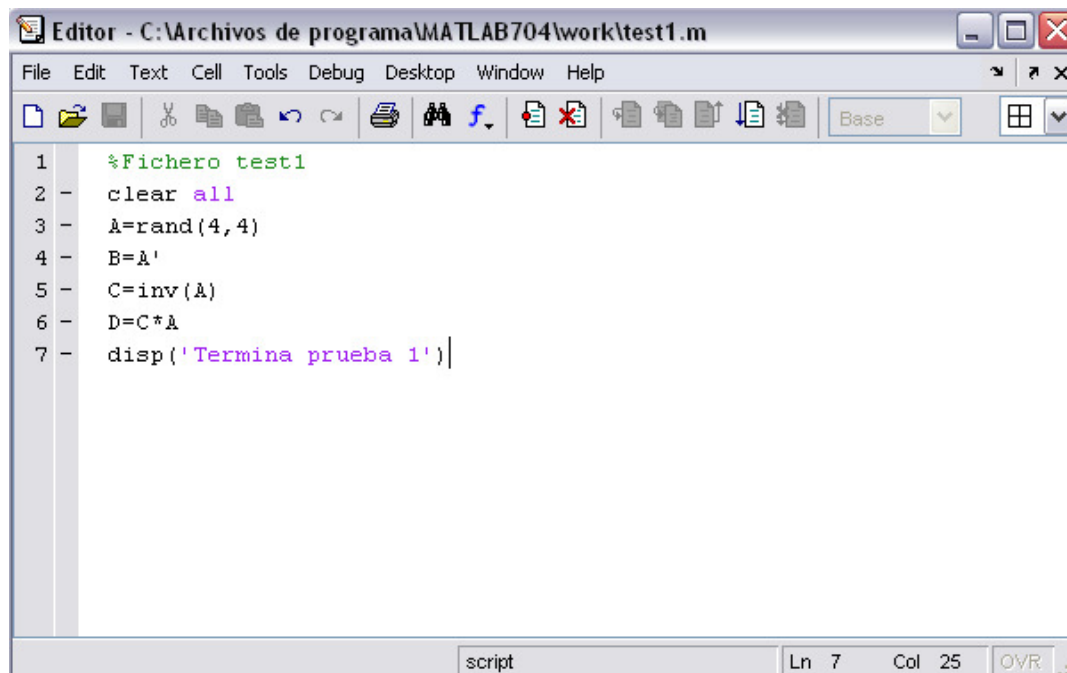 Editor - C:\Archivos de programa\MATLAB704\work\test1.m
File Edit Text Cell Tools Debug Desktop Window Help
Base
1 %Fichero test1
2 - clear all
3 - A=rand(4,4)
4 - B=A'
5 - C=inv(A)
6 - D=C*A
7 - disp('Termina prueba 1')
script Ln 7 Col 25 OVR